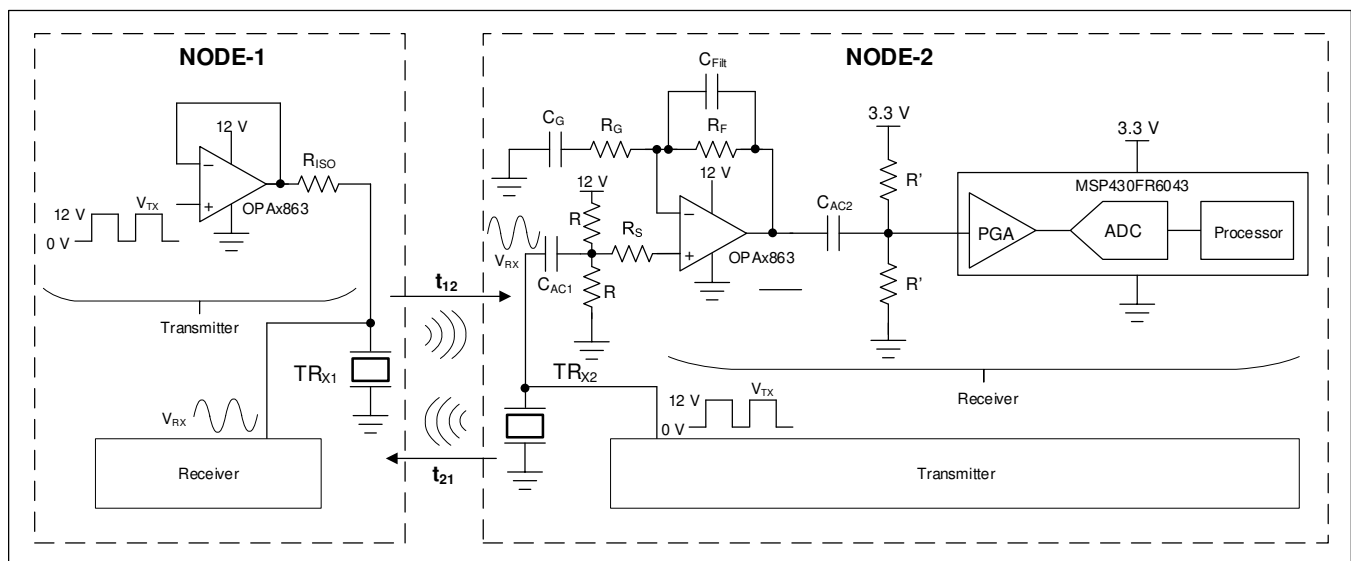 NODE-1
NODE-2
12 V
OPAx863
R_ISO
12 V
0 V
V_TX
Transmitter
TR_X1
V_RX
Receiver
t_12
t_21
C_G
R_G
C_Filt
R_F
12 V
OPAx863
12 V
R
R
R_S
V_RX
C_AC1
C_AC2
3.3 V
R'
R'
3.3 V
MSP430FR6043
PGA
ADC
Processor
Receiver
TR_X2
12 V
0 V
V_TX
Transmitter